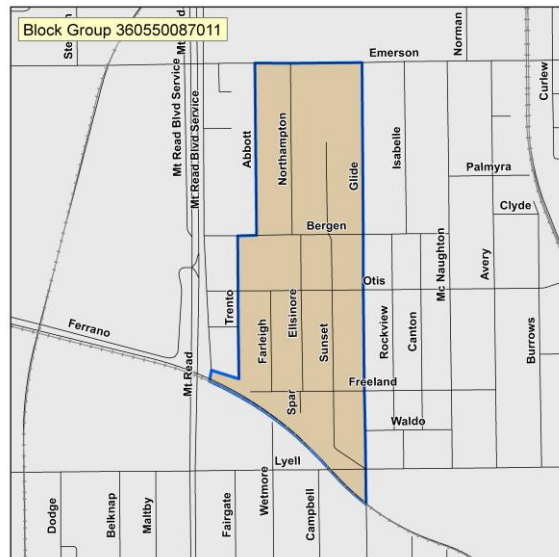 Block Group 360550087011
Mt Read Blvd Service
Mt Read Blvd Service
Emerson
Norman
Curlew
Abbott
Northampton
Glide
Isabelle
Palmyra
Clyde
Bergen
Mc Naughton
Avery
Otis
Trento
Farleigh
Ellsinore
Sunset
Rockview
Canton
Burrows
Ferrano
Mt.Read
Freeland
Spar
Waldo
Lyell
Dodge
Belknap
Maltby
Fairgate
Wetmore
Campbell